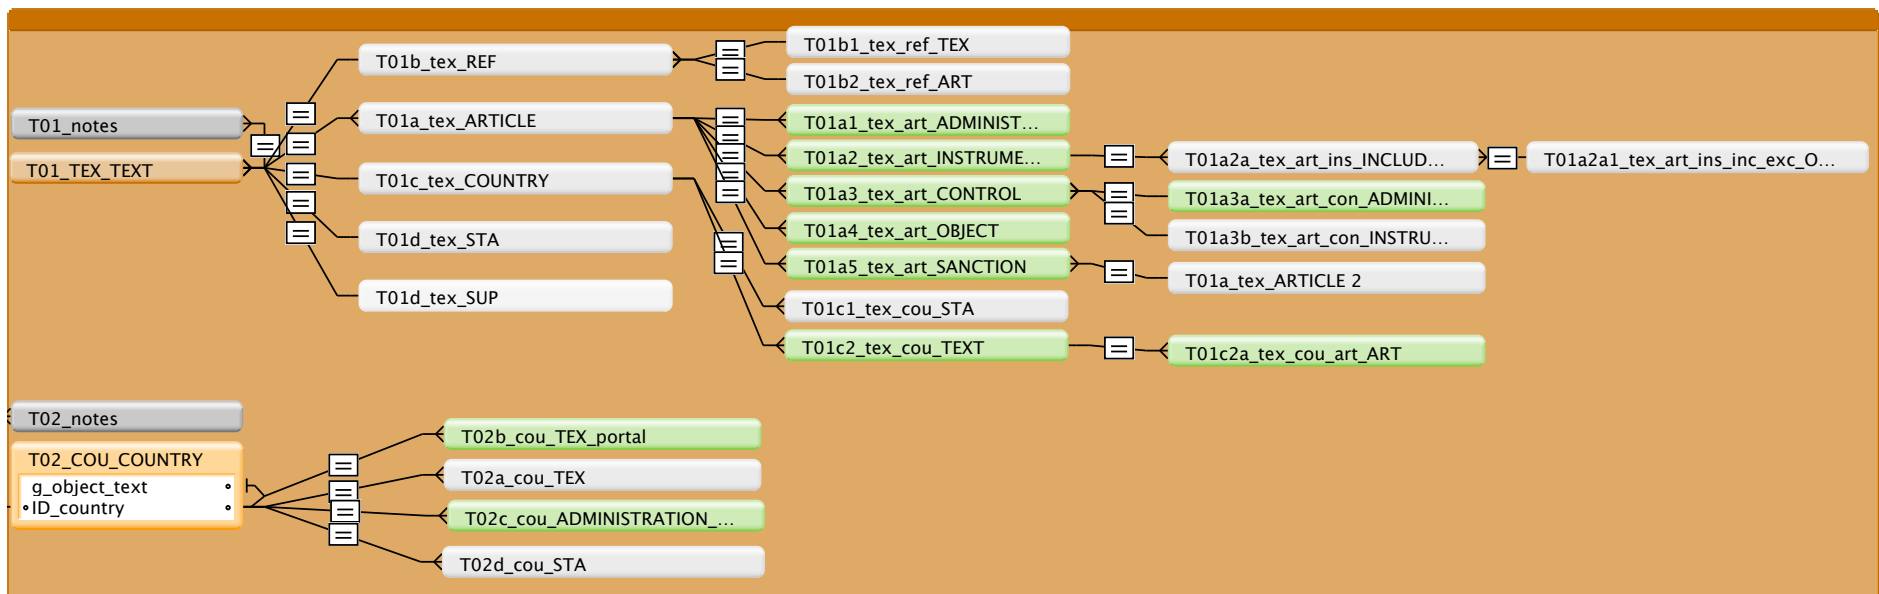 T01b_tex_REF
T01b1_tex_ref_TEX
T01b2_tex_ref_ART
T01_notes
T01a_tex_ARTICLE
T01a1_tex_art_ADMINIST...
T01_TEX_TEXT
T01a2_tex_art_INSTRUME...
T01a2a_tex_art_ins_INCLUD...
T01a2a1_tex_art_ins_inc_exc_O...
T01c_tex_COUNTRY
T01a3_tex_art_CONTROL
T01a3a_tex_art_con_ADMINI...
T01d_tex_STA
T01a4_tex_art_OBJECT
T01a3b_tex_art_con_INSTRU...
T01a5_tex_art_SANCTION
T01a_tex_ARTICLE 2
T01d_tex_SUP
T01c1_tex_cou_STA
T01c2_tex_cou_TEXT
T01c2a_tex_cou_art_ART
T02_notes
T02b_cou_TEX_portal
T02_COU_COUNTRY
T02a_cou_TEX
g_object_text
ID_country
T02c_cou_ADMINISTRATION_...
T02d_cou_STA